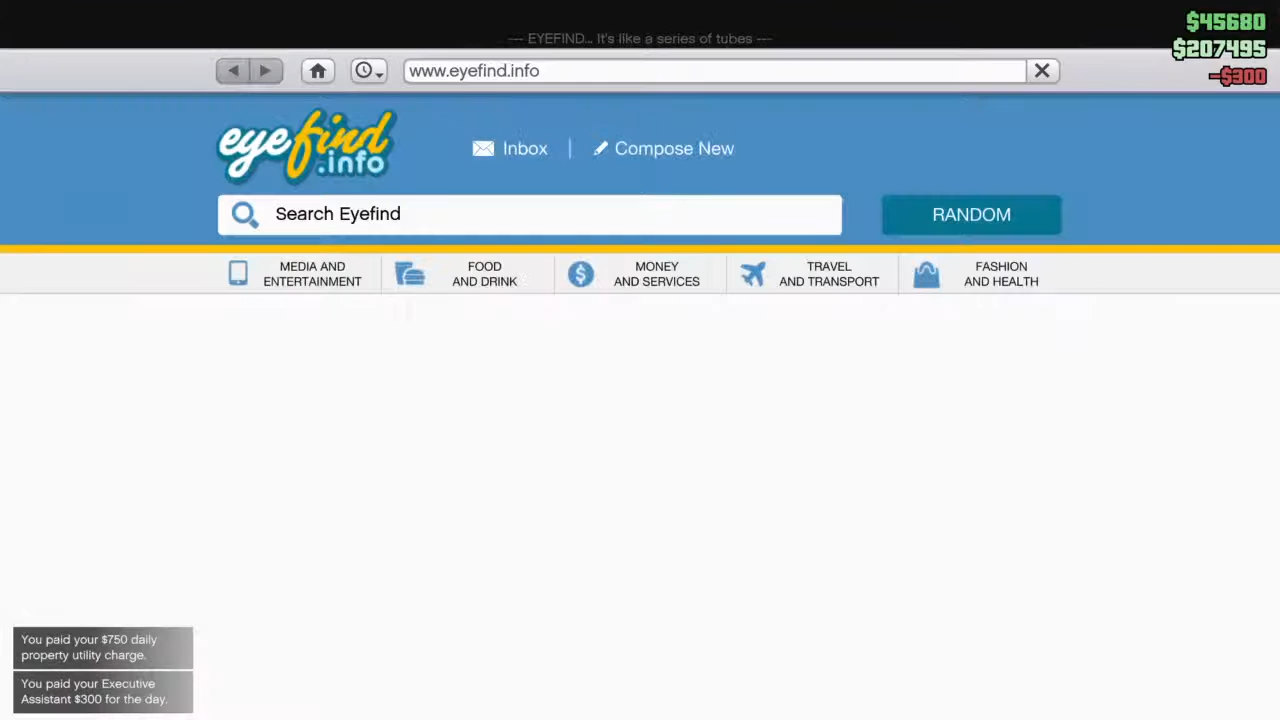 --- EYEFIND... It's like a series of tubes ---
$45680
$207495
-$300
www.eyefind.info
eyefind.info
Inbox
Compose New
Search Eyefind
RANDOM
MEDIA AND
ENTERTAINMENT
FOOD
AND DRINK
MONEY
AND SERVICES
TRAVEL
AND TRANSPORT
FASHION
AND HEALTH
You paid your $750 daily
property utility charge.
You paid your Executive
Assistant $300 for the day.